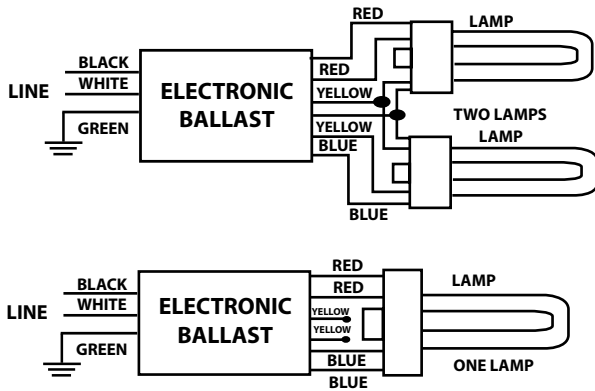 RED
LAMP
BLACK
RED
WHITE
LINE
ELECTRONIC
BALLAST
YELLOW
TWO LAMPS
GREEN
YELLOW
LAMP
BLUE
BLUE
RED
BLACK
RED
LAMP
WHITE
LINE
ELECTRONIC
BALLAST
YELLOW
YELLOW
GREEN
BLUE
ONE LAMP
BLUE